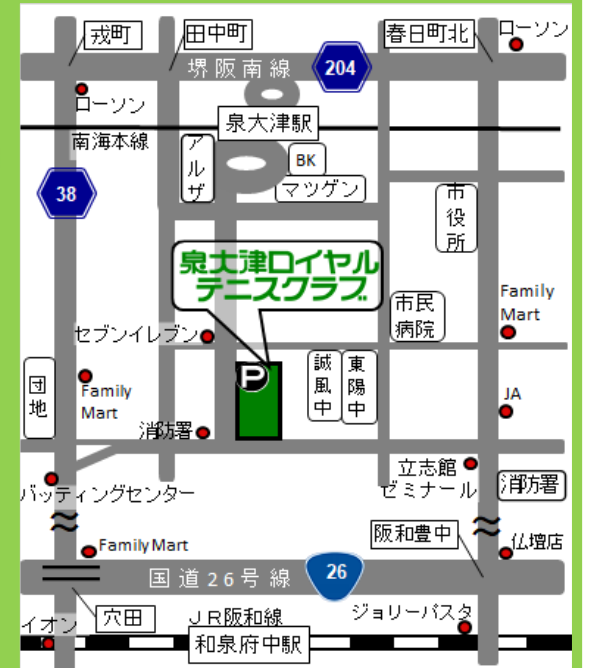 戎町
田中町
春日町北
ローソン
堺阪南線
204
ローソン
泉大津駅
南海本線
アルザ
BK
マツゲン
38
市役所
泉大津ロイヤル
テニスクラブ
市民
病院
Family
Mart
セブンイレブン
団地
Family
Mart
P
誠風中
東陽中
JA
消防署
バッティングセンター
立志館
ゼミナール
消防署
阪和豊中
仏壇店
FamilyMart
国道26号線
26
穴田
イオン
JR阪和線
和泉府中駅
ジョリーパスタ